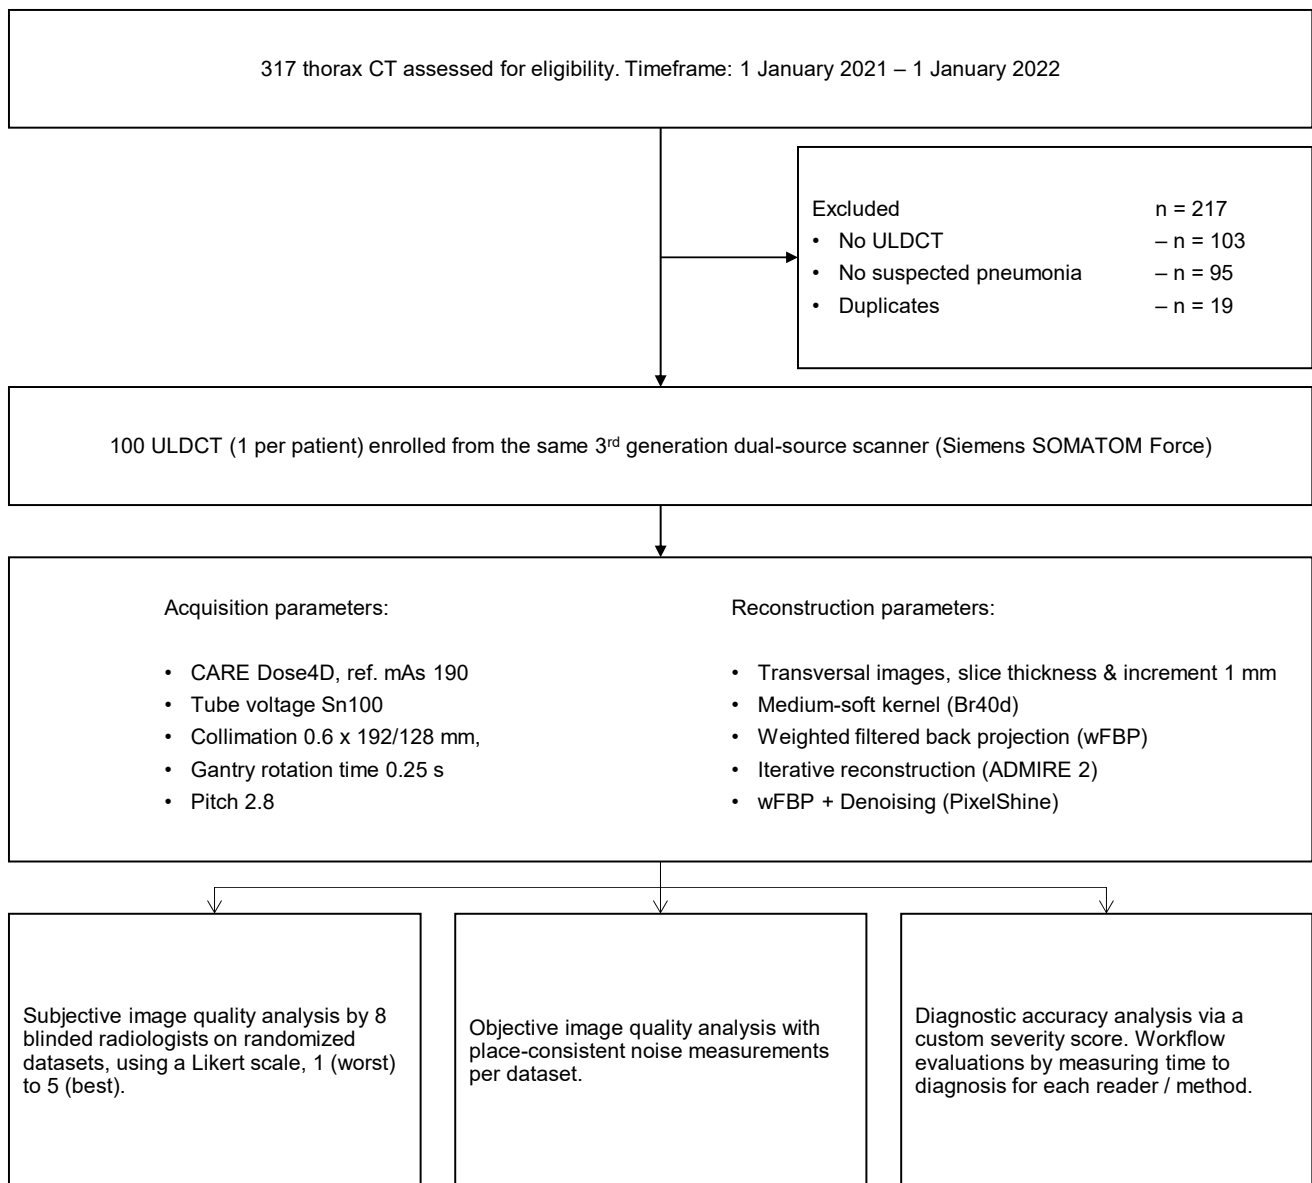 317 thorax CT assessed for eligibility. Timeframe: 1 January 2021 – 1 January 2022
Excluded n = 217
• No ULDCT – n = 103
• No suspected pneumonia – n = 95
• Duplicates – n = 19
100 ULDCT (1 per patient) enrolled from the same 3rd generation dual-source scanner (Siemens SOMATOM Force)
Acquisition parameters:
• CARE Dose4D, ref. mAs 190
• Tube voltage Sn100
• Collimation 0.6 x 192/128 mm,
• Gantry rotation time 0.25 s
• Pitch 2.8
Reconstruction parameters:
• Transversal images, slice thickness & increment 1 mm
• Medium-soft kernel (Br40d)
• Weighted filtered back projection (wFBP)
• Iterative reconstruction (ADMIRE 2)
• wFBP + Denoising (PixelShine)
Subjective image quality analysis by 8
blinded radiologists on randomized
datasets, using a Likert scale, 1 (worst)
to 5 (best).
Objective image quality analysis with
place-consistent noise measurements
per dataset.
Diagnostic accuracy analysis via a
custom severity score. Workflow
evaluations by measuring time to
diagnosis for each reader / method.